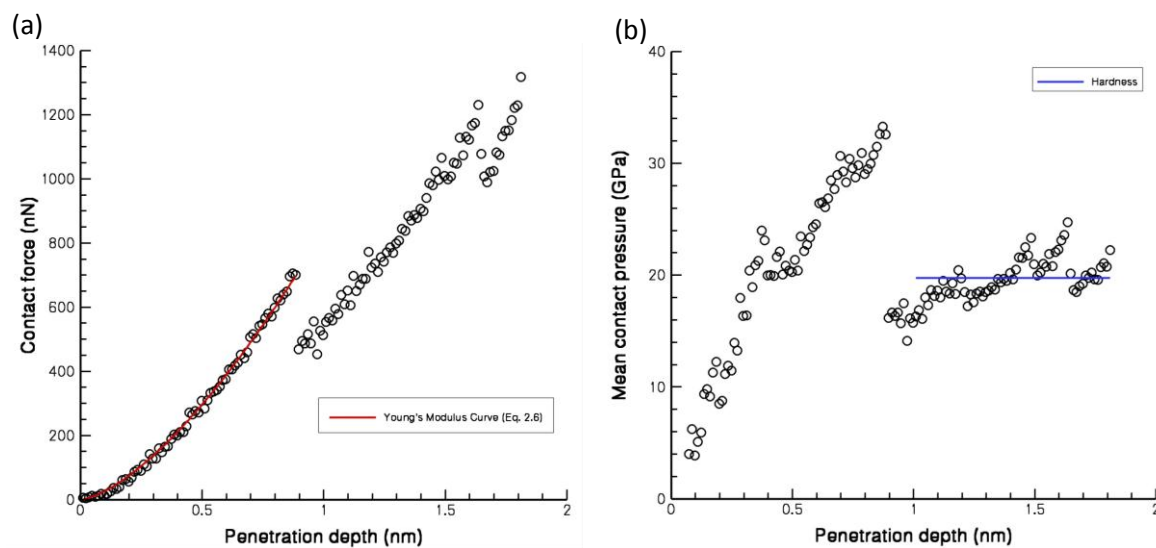 (a)
1400
1200
1000
800
600
400
200
0
0
0.5
1
1.5
2
Contact force (nN)
Penetration depth (nm)
Young's Modulus Curve (Eq. 2.6)
(b)
40
30
20
10
0
0
0.5
1
1.5
2
Mean contact pressure (GPa)
Penetration depth (nm)
Hardness